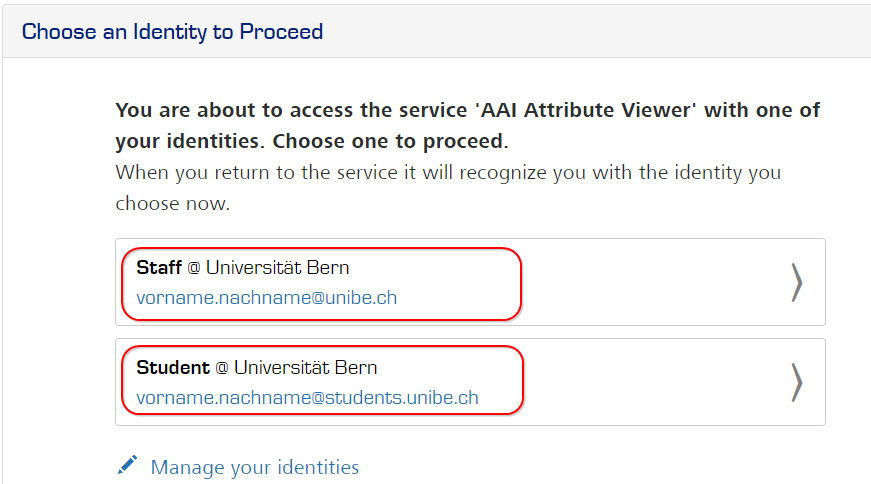 Choose an Identity to Proceed
You are about to access the service 'AAI Attribute Viewer' with one of
your identities. Choose one to proceed.
When you return to the service it will recognize you with the identity you
choose now.
Staff @ Universität Bern
vorname.nachname@unibe.ch
Student @ Universität Bern
vorname.nachname@students.unibe.ch
Manage your identities